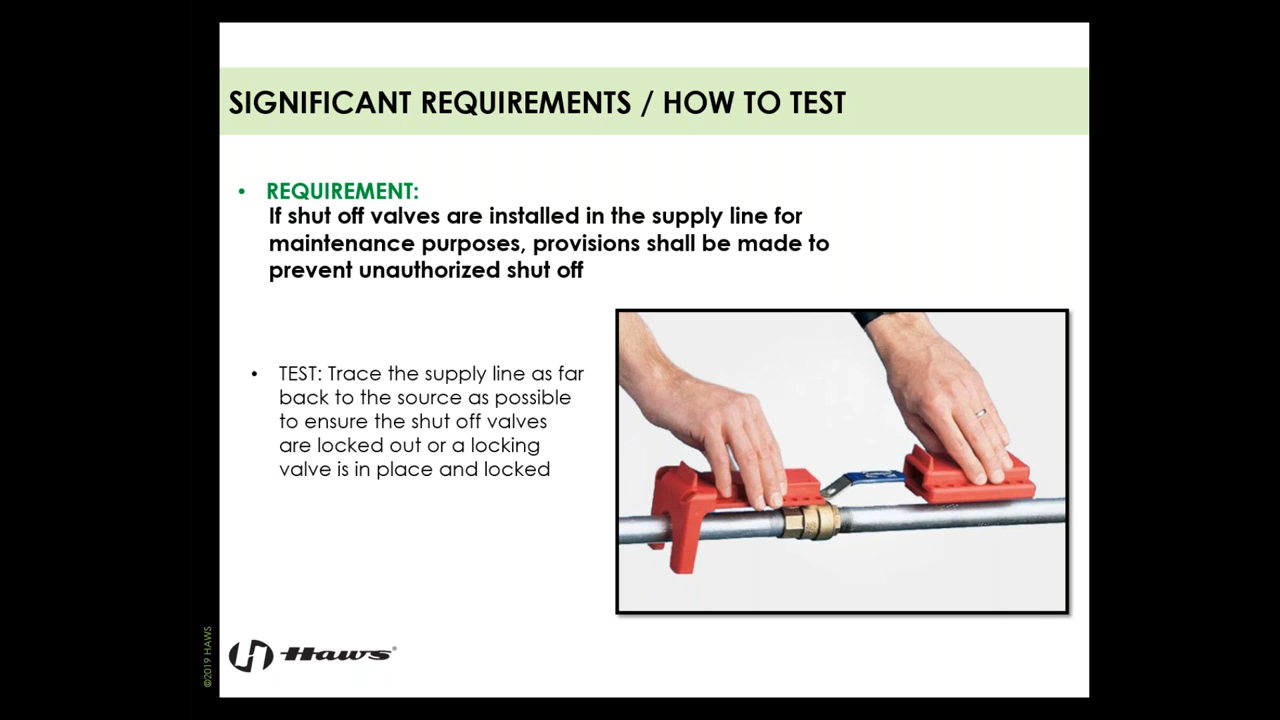 SIGNIFICANT REQUIREMENTS / HOW TO TEST
• REQUIREMENT:
If shut off valves are installed in the supply line for
maintenance purposes, provisions shall be made to
prevent unauthorized shut off
• TEST: Trace the supply line as far
back to the source as possible
to ensure the shut off valves
are locked out or a locking
valve is in place and locked
©2019 HAWS
Haws®